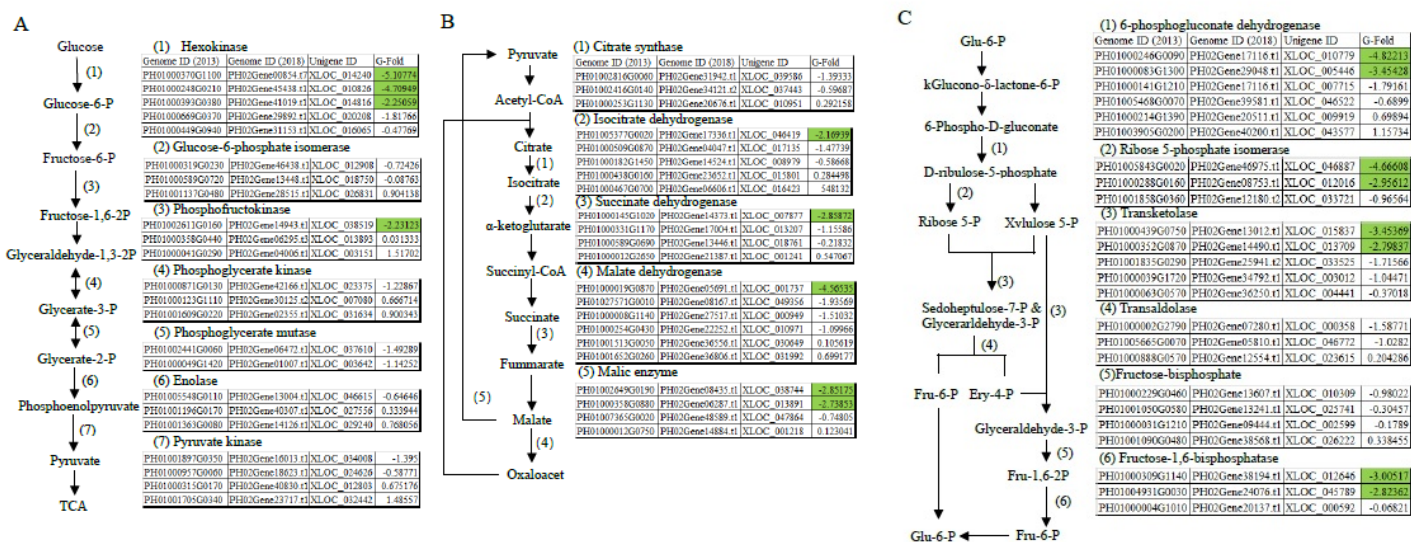 A
Glucose
(1)
Glucose-6-P
(2)
Fructose-6-P
(3)
Fructose-1,6-2P
Glyceraldehyde-1,3-2P
(4)
Glycerate-3-P
(5)
Glycerate-2-P
(6)
Phosphoenolpyruvate
(7)
Pyruvate
TCA
(1) Hexokinase
Genome ID (2013) Genome ID (2018) Unigene ID G-Fold
PH01000370G1100 PH02Gene00854.t7 XLOC_014240 -5.10774
PH01000248G0210 PH02Gene45438.t1 XLOC_010826 -4.70949
PH01000393G0380 PH02Gene41019.t1 XLOC_014816 -2.25059
PH01000669G0370 PH02Gene29892.t1 XLOC_020208 -1.81766
PH01000449G0940 PH02Gene31153.t1 XLOC_016065 -0.47769
(2) Glucose-6-phosphate isomerase
PH01000319G0230 PH02Gene46438.t1 XLOC_012908 -0.72426
PH01000589G0720 PH02Gene13448.t1 XLOC_018750 -0.08763
PH01001137G0480 PH02Gene28515.t1 XLOC_026831 0.904138
(3) Phosphofructokinase
PH01002611G0160 PH02Gene14943.t1 XLOC_038519 -2.23123
PH01000358G0440 PH02Gene06295.t3 XLOC_013893 0.031333
PH01000041G0290 PH02Gene04006.t1 XLOC_003151 1.51702
(4) Phosphoglycerate kinase
PH01000871G0130 PH02Gene42166.t1 XLOC_023375 -1.22867
PH01000123G1110 PH02Gene30125.t2 XLOC_007080 0.666714
PH01001609G0220 PH02Gene02355.t1 XLOC_031634 0.900343
(5) Phosphoglycerate mutase
PH01002441G0060 PH02Gene06472.t1 XLOC_037610 -1.49289
PH01000049G1420 PH02Gene01007.t1 XLOC_003642 -1.14252
(6) Enolase
PH01005548G0110 PH02Gene13004.t1 XLOC_046615 -0.64646
PH01001196G0170 PH02Gene40307.t1 XLOC_027556 0.333944
PH01001363G0080 PH02Gene14126.t1 XLOC_029240 0.768056
(7) Pyruvate kinase
PH01001897G0350 PH02Gene16013.t1 XLOC_034008 -1.395
PH01000957G0060 PH02Gene18623.t1 XLOC_024626 -0.58771
PH01000315G0170 PH02Gene40830.t1 XLOC_012803 0.675176
PH01001705G0340 PH02Gene23717.t1 XLOC_032442 1.48557
B
Pyruvate
Acetyl-CoA
Citrate
(1)
Isocitrate
(2)
α-ketoglutarate
Succinyl-CoA
Succinate
(3)
Fummarate
(5)
Malate
(4)
Oxaloacet
(1) Citrate synthase
Genome ID (2013) Genome ID (2018) Unigene ID G-Fold
PH01002816G0060 PH02Gene31942.t1 XLOC_039586 -1.39333
PH01002416G0140 PH02Gene34121.t2 XLOC_037443 -0.59687
PH01000253G1130 PH02Gene20676.t1 XLOC_010951 0.292158
(2) Isocitrate dehydrogenase
PH01005377G0020 PH02Gene17336.t1 XLOC_046419 -2.16939
PH01000509G0870 PH02Gene04047.t1 XLOC_017135 -1.47739
PH01000182G1450 PH02Gene14524.t1 XLOC_008979 -0.58668
PH01000438G0160 PH02Gene23652.t1 XLOC_015801 0.284498
PH01000467G0700 PH02Gene06606.t1 XLOC_016423 548132
(3) Succinate dehydrogenase
PH01000145G1020 PH02Gene14373.t1 XLOC_007877 -2.85872
PH01000331G1170 PH02Gene17004.t1 XLOC_013207 -1.15586
PH01000589G0690 PH02Gene13446.t1 XLOC_018761 -0.21832
PH01000012G2650 PH02Gene21387.t1 XLOC_001241 0.547067
(4) Malate dehydrogenase
PH01000019G0870 PH02Gene05691.t1 XLOC_001737 -4.56535
PH01027571G0010 PH02Gene08167.t1 XLOC_049356 -1.93569
PH01000008G1140 PH02Gene27517.t1 XLOC_000949 -1.51032
PH01000254G0430 PH02Gene22252.t1 XLOC_010971 -1.09966
PH01001513G0050 PH02Gene36556.t1 XLOC_030649 0.105619
PH01001652G0260 PH02Gene36806.t1 XLOC_031992 0.699177
(5) Malic enzyme
PH01002649G0190 PH02Gene08435.t1 XLOC_038744 -2.85175
PH01000358G0880 PH02Gene06287.t1 XLOC_013891 -2.73853
PH01007365G0020 PH02Gene48589.t1 XLOC_047864 -0.74805
PH01000012G0750 PH02Gene14884.t1 XLOC_001218 0.123041
C
Glu-6-P
kGlucono-δ-lactone-6-P
6-Phospho-D-gluconate
(1)
D-ribulose-5-phosphate
(2)
Ribose 5-P Xvlulose 5-P
(3)
Sedoheptulose-7-P &
Glyceraldehyde-3-P
(3)
(4)
Fru-6-P Ery-4-P
Glyceraldehyde-3-P
(5)
Fru-1,6-2P
(6)
Glu-6-P Fru-6-P
(1) 6-phosphogluconate dehydrogenase
Genome ID (2013) Genome ID (2018) Unigene ID G-Fold
PH01000246G0090 PH02Gene17116.t1 XLOC_010779 -4.82213
PH01000083G1300 PH02Gene29048.t1 XLOC_005446 -3.45428
PH01000141G1210 PH02Gene17116.t1 XLOC_007715 -1.79161
PH01005468G0070 PH02Gene39581.t1 XLOC_046522 -0.6899
PH01000214G1390 PH02Gene20511.t1 XLOC_009919 0.69894
PH01003905G0200 PH02Gene40200.t1 XLOC_043577 1.15734
(2) Ribose 5-phosphate isomerase
PH01005843G0020 PH02Gene46975.t1 XLOC_046887 -4.66608
PH01000288G0160 PH02Gene08753.t1 XLOC_012016 -2.95612
PH01001858G0360 PH02Gene12180.t2 XLOC_033721 -0.96564
(3) Transketolase
PH01000439G0750 PH02Gene13012.t1 XLOC_015837 -3.45369
PH01000352G0870 PH02Gene14490.t1 XLOC_013709 -2.79837
PH01001835G0290 PH02Gene25941.t2 XLOC_033525 -1.71566
PH01000039G1720 PH02Gene34792.t1 XLOC_003012 -1.04471
PH01000063G0570 PH02Gene36250.t1 XLOC_004441 -0.37018
(4) Transaldolase
PH01000002G2790 PH02Gene07280.t1 XLOC_000358 -1.58771
PH01005665G0070 PH02Gene05810.t1 XLOC_046772 -1.0282
PH01000888G0570 PH02Gene12554.t1 XLOC_023615 0.204286
(5)Fructose-bisphosphate
PH01000229G0460 PH02Gene13607.t1 XLOC_010309 -0.98022
PH01001050G0580 PH02Gene13241.t1 XLOC_025741 -0.30457
PH01000031G1210 PH02Gene09444.t1 XLOC_002599 -0.1789
PH01001090G0480 PH02Gene38568.t1 XLOC_026222 0.338455
(6) Fructose-1,6-bisphosphatase
PH01000309G1140 PH02Gene38194.t1 XLOC_012646 -3.00517
PH01004931G0030 PH02Gene24076.t1 XLOC_045789 -2.82362
PH01000004G1010 PH02Gene20137.t1 XLOC_000592 -0.06821